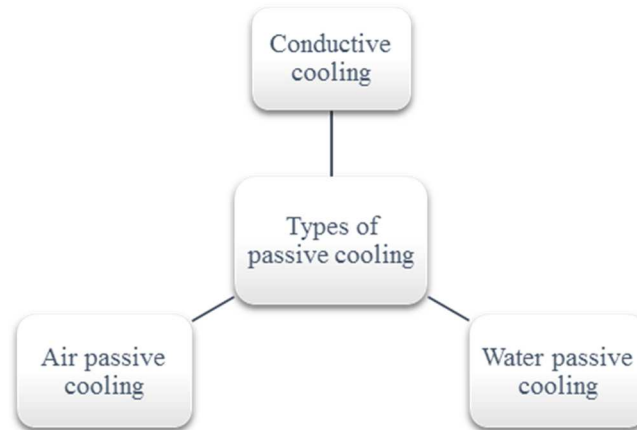 Conductive
cooling
Types of
passive cooling
Air passive
cooling
Water passive
cooling